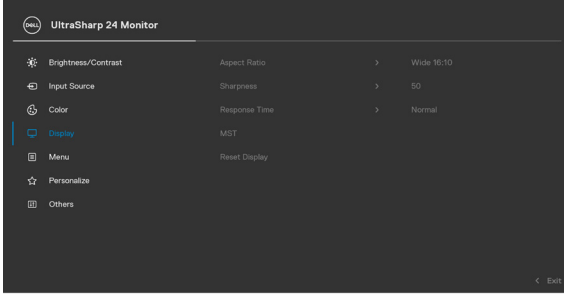 DELL UltraSharp 24 Monitor
Brightness/Contrast Aspect Ratio > Wide 16:10
Input Source Sharpness > 50
Color Response Time > Normal
Display MST
Menu Reset Display
Personalize
Others
< Exit